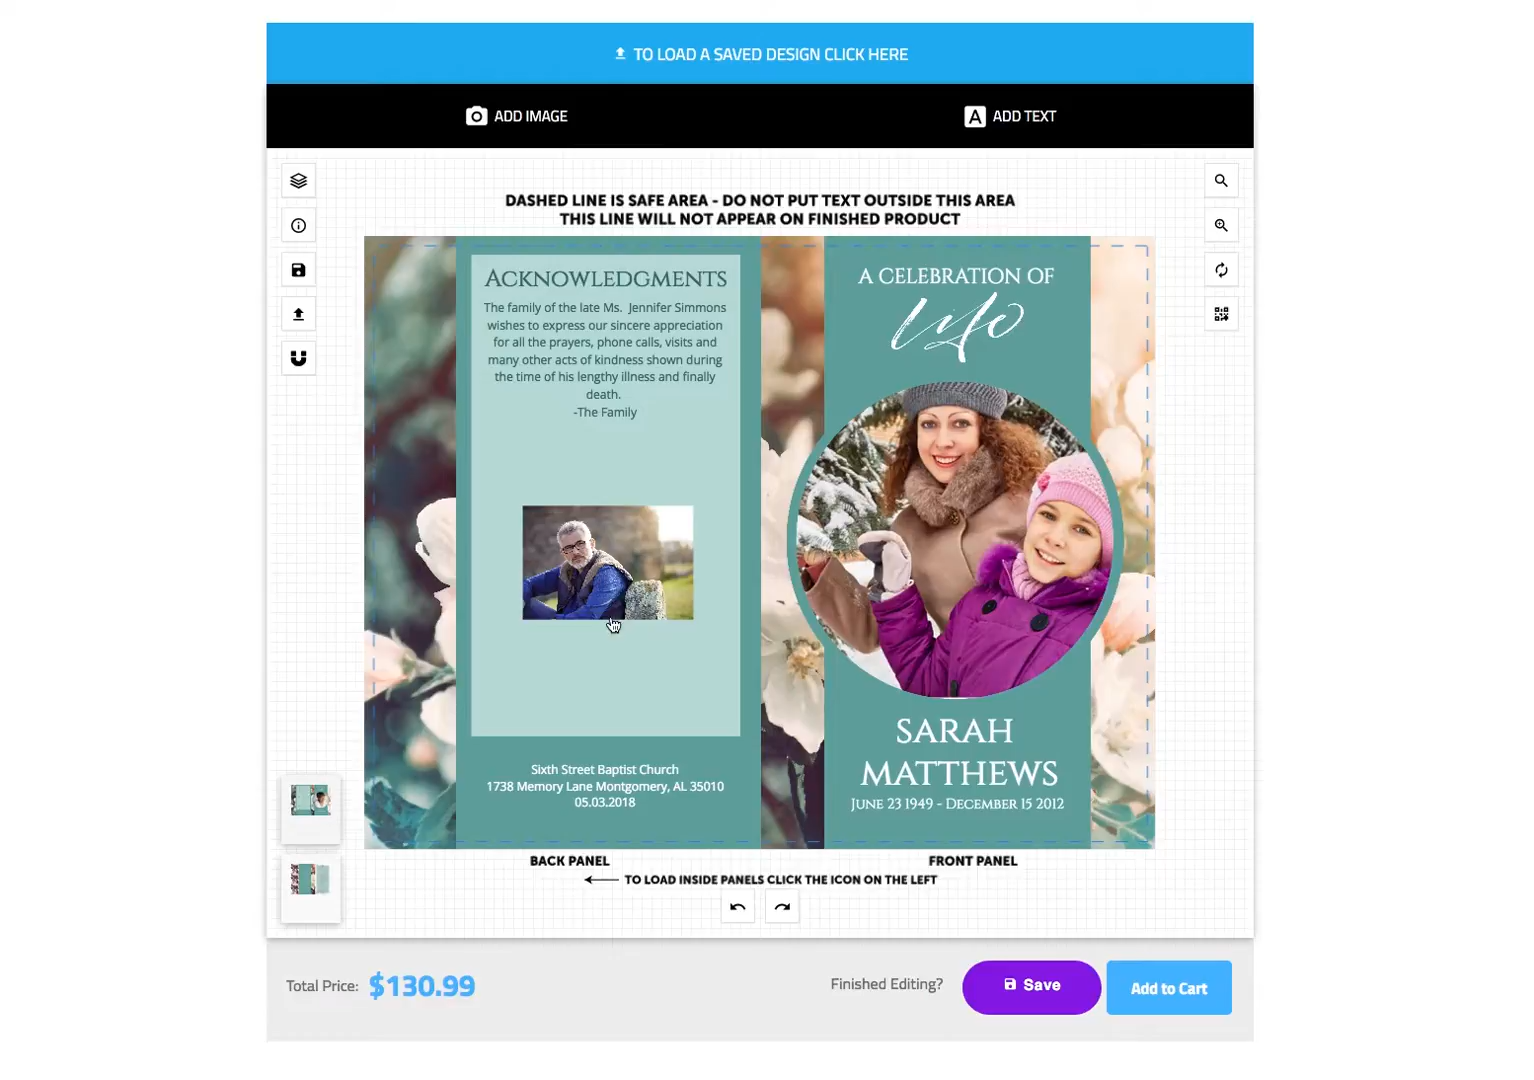 TO LOAD A SAVED DESIGN CLICK HERE
ADD IMAGE
ADD TEXT
DASHED LINE IS SAFE AREA - DO NOT PUT TEXT OUTSIDE THIS AREA
THIS LINE WILL NOT APPEAR ON FINISHED PRODUCT
ACKNOWLEDGMENTS
The family of the late Ms. Jennifer Simmons
wishes to express our sincere appreciation
for all the prayers, phone calls, visits and
many other acts of kindness shown during
the time of his lengthy illness and finally
death.
-The Family
Sixth Street Baptist Church
1738 Memory Lane Montgomery, AL 35010
05.03.2018
A CELEBRATION OF
Life
SARAH
MATTHEWS
JUNE 23 1949 - DECEMBER 15 2012
BACK PANEL
FRONT PANEL
TO LOAD INSIDE PANELS CLICK THE ICON ON THE LEFT
Total Price: $130.99
Finished Editing?
Save
Add to Cart